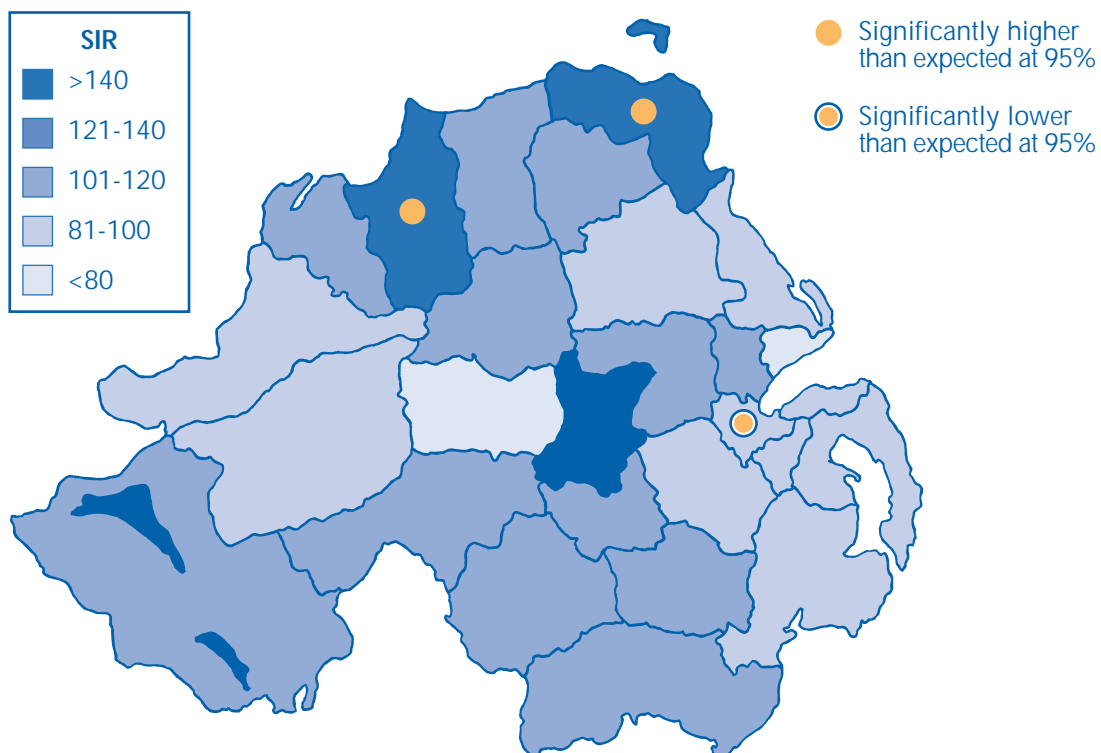 SIR
>140
121-140
101-120
81-100
<80
Significantly higher
than expected at 95%
Significantly lower
than expected at 95%